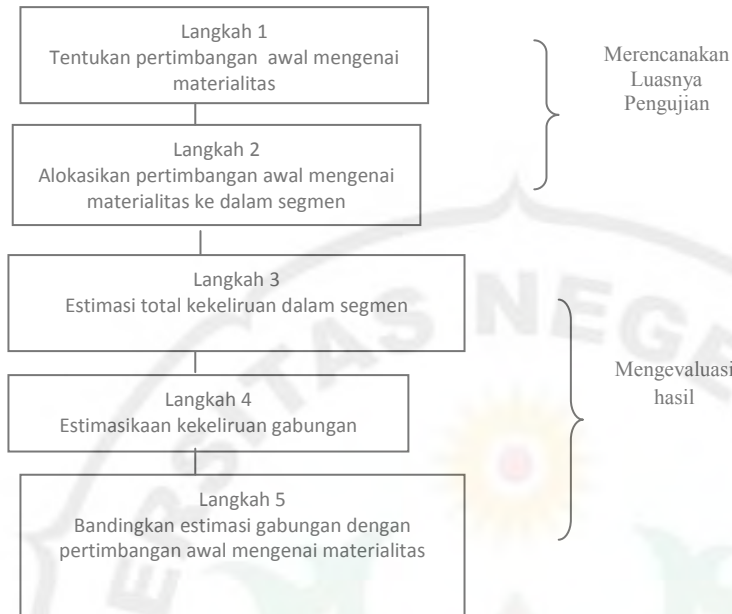 Langkah 1
Tentukan pertimbangan awal mengenai
materialitas
Merencanakan
Luasnya
Pengujian
Langkah 2
Alokasikan pertimbangan awal mengenai
materialitas ke dalam segmen
Langkah 3
Estimasi total kekeliruan dalam segmen
Langkah 4
Estimasikaan kekeliruan gabungan
Mengevaluasi
hasil
Langkah 5
Bandingkan estimasi gabungan dengan
pertimbangan awal mengenai materialitas
ERSITAS NEGE